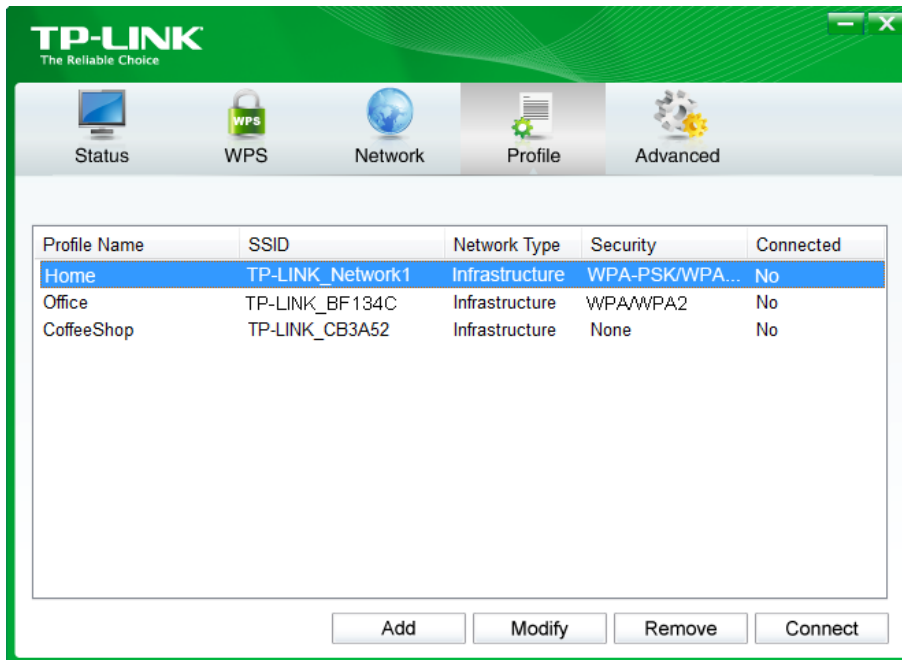 TP-LINK
The Reliable Choice
Status WPS Network Profile Advanced
WPS
Profile Name SSID Network Type Security Connected
Home TP-LINK_Network1 Infrastructure WPA-PSK/WPA... No
Office TP-LINK_BF134C Infrastructure WPA/WPA2 No
CoffeeShop TP-LINK_CB3A52 Infrastructure None No
Add Modify Remove Connect